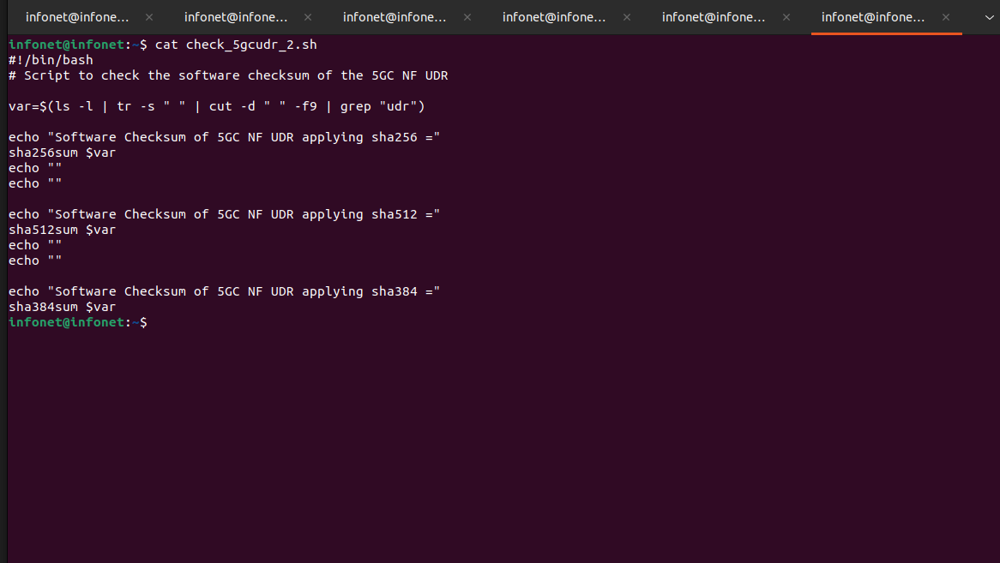 infonet@infone... × infonet@infone... × infonet@infone... × infonet@infone... × infonet@infone... × infonet@infone... ×
infonet@infonet:~$ cat check_5gcudr_2.sh
#!/bin/bash
# Script to check the software checksum of the 5GC NF UDR
var=$(ls -l | tr -s " " | cut -d " " -f9 | grep "udr")
echo "Software Checksum of 5GC NF UDR applying sha256 ="
sha256sum $var
echo ""
echo ""
echo "Software Checksum of 5GC NF UDR applying sha512 ="
sha512sum $var
echo ""
echo ""
echo "Software Checksum of 5GC NF UDR applying sha384 ="
sha384sum $var
infonet@infonet:~$